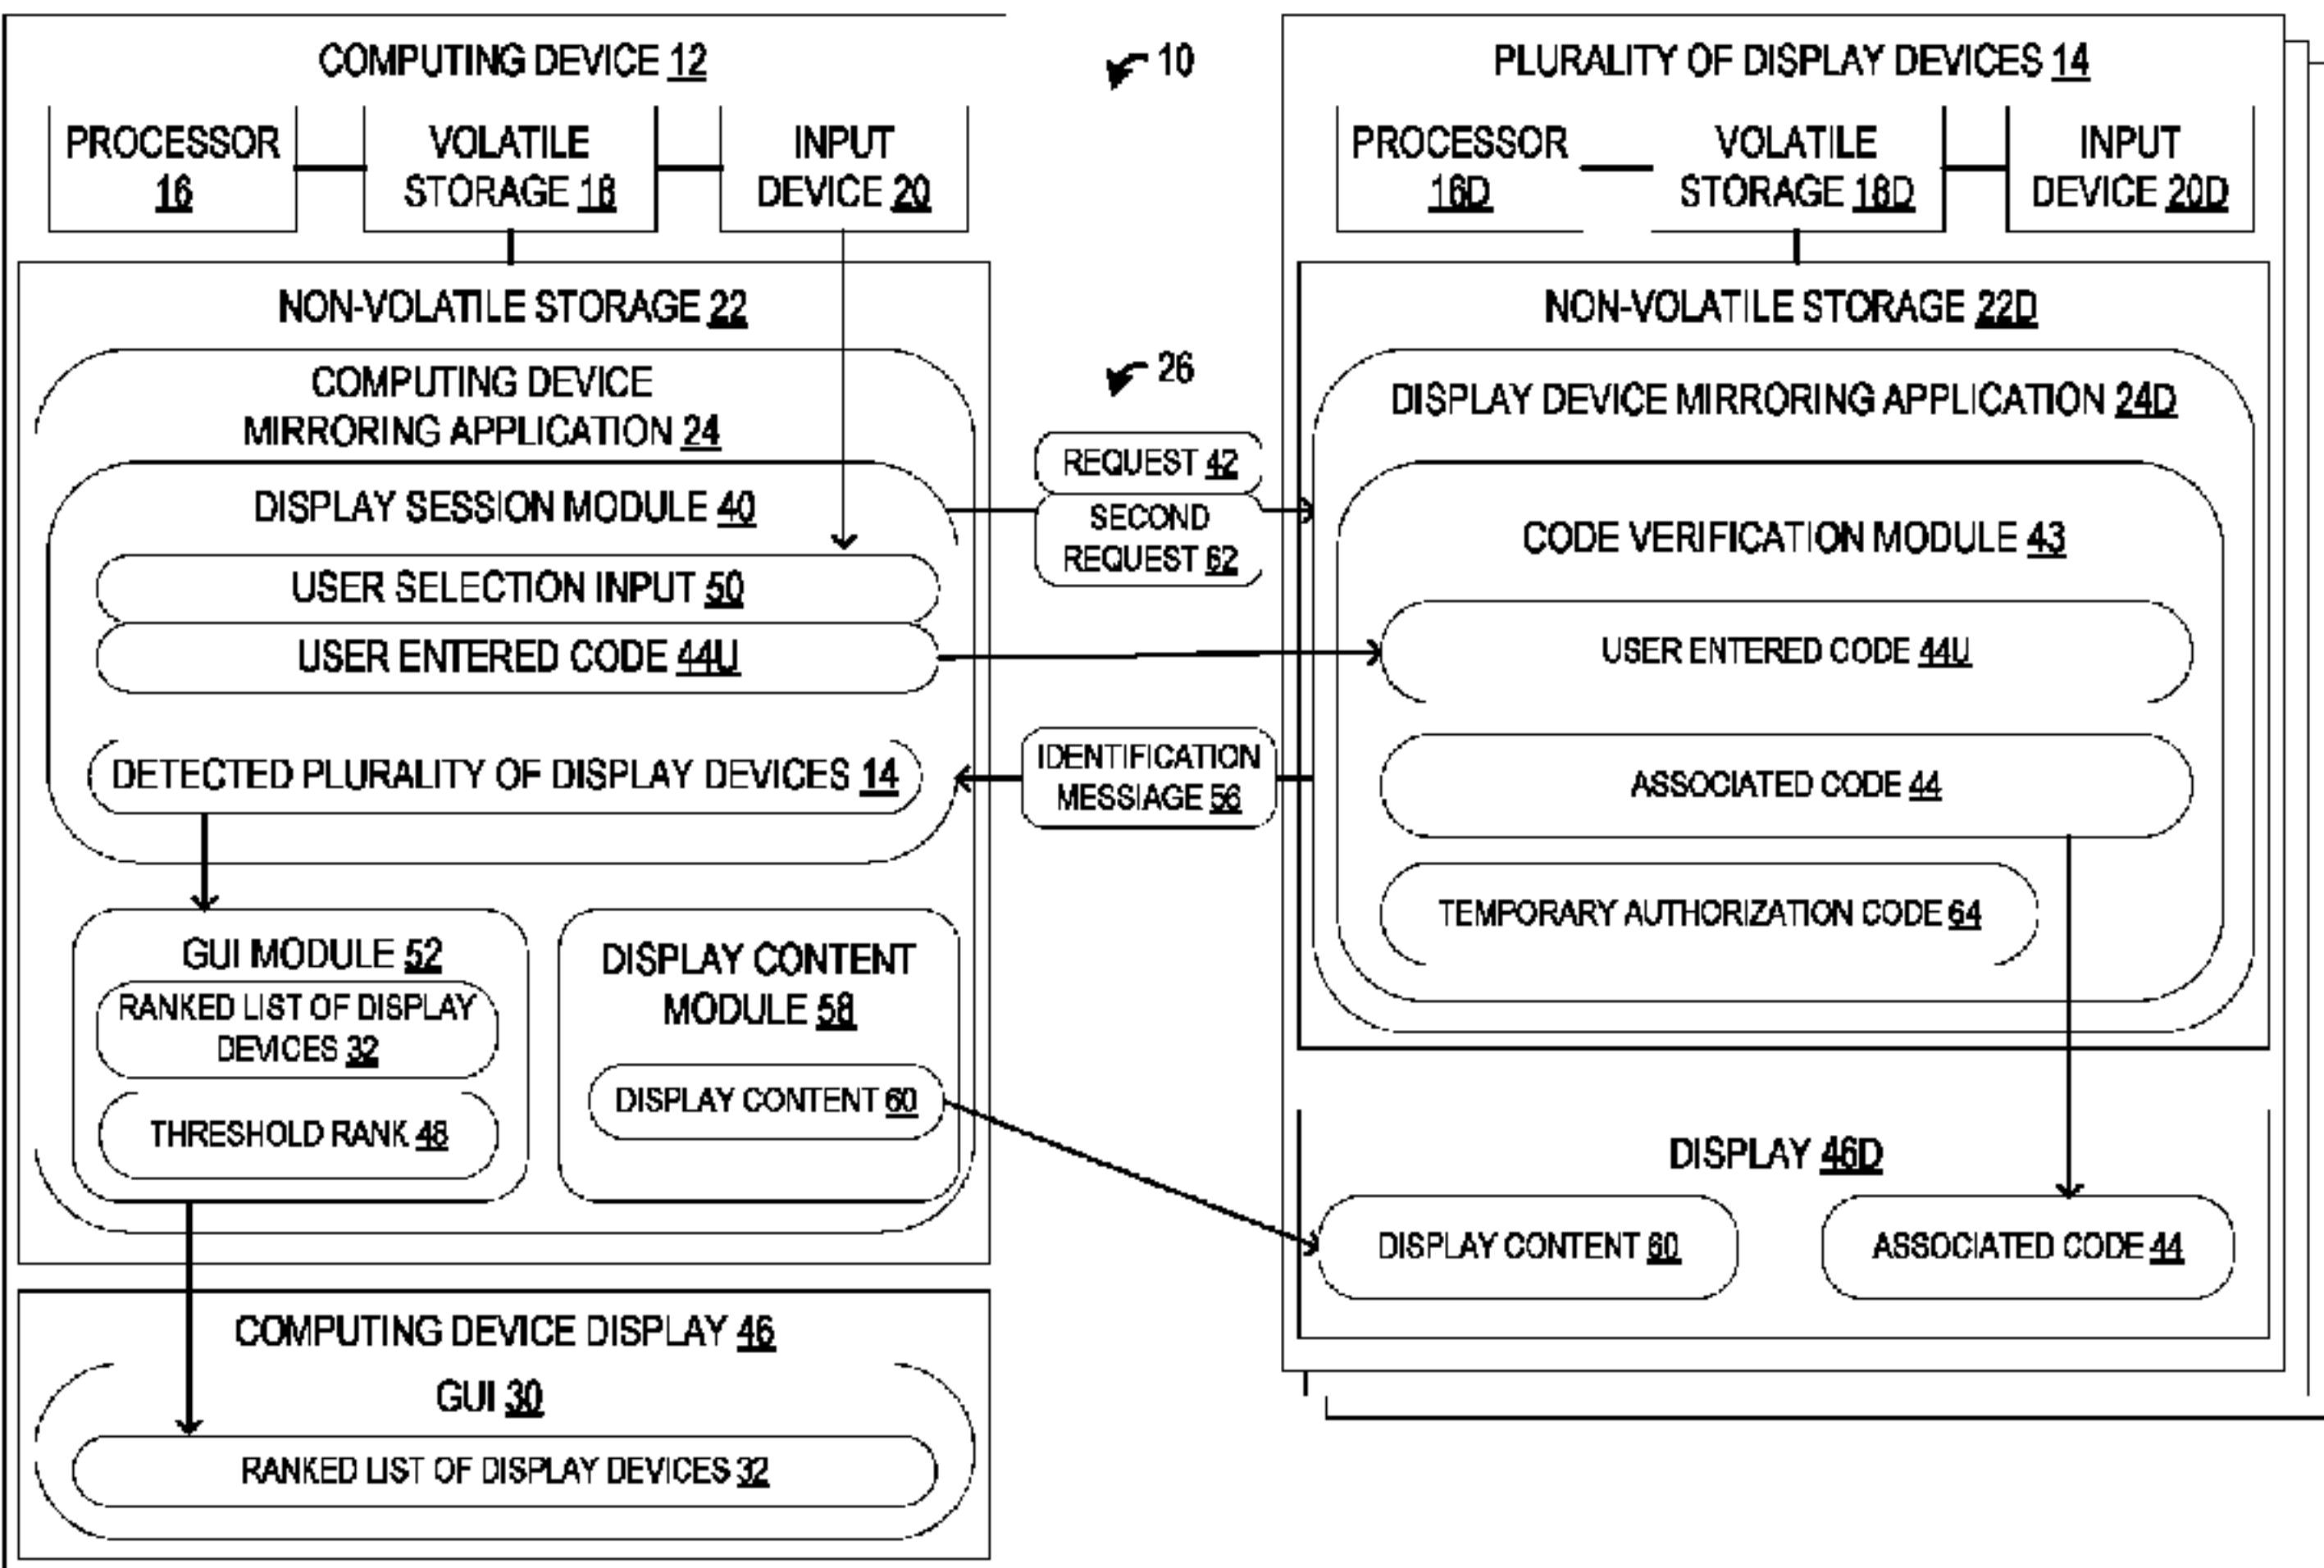 COMPUTING DEVICE 12
10
PLURALITY OF DISPLAY DEVICES 14
PROCESSOR
16
VOLATILE
STORAGE 18
INPUT
DEVICE 20
PROCESSOR
16D
VOLATILE
STORAGE 18D
INPUT
DEVICE 20D
NON-VOLATILE STORAGE 22
COMPUTING DEVICE
MIRRORING APPLICATION 24
DISPLAY SESSION MODULE 40
USER SELECTION INPUT 50
USER ENTERED CODE 44U
DETECTED PLURALITY OF DISPLAY DEVICES 14
GUI MODULE 52
RANKED LIST OF DISPLAY
DEVICES 32
THRESHOLD RANK 48
DISPLAY CONTENT
MODULE 58
DISPLAY CONTENT 60
COMPUTING DEVICE DISPLAY 46
GUI 30
RANKED LIST OF DISPLAY DEVICES 32
26
REQUEST 42
SECOND
REQUEST 62
IDENTIFICATION
MESSIAGE 56
NON-VOLATILE STORAGE 22D
DISPLAY DEVICE MIRRORING APPLICATION 24D
CODE VERIFICATION MODULE 43
USER ENTERED CODE 44U
ASSOCIATED CODE 44
TEMPORARY AUTHORIZATION CODE 64
DISPLAY 46D
DISPLAY CONTENT 60
ASSOCIATED CODE 44